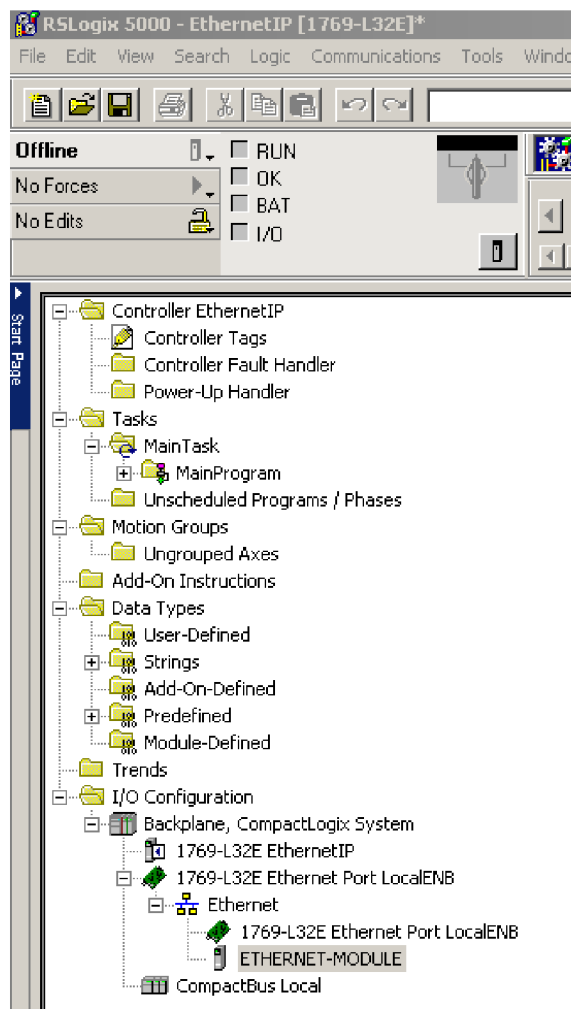 RSLogix 5000 - EthernetIP [1769-L32E]*
File Edit View Search Logic Communications Tools
Offline
RUN
No Forces
OK
BAT
No Edits
I/O
Start Page
Controller EthernetIP
Controller Tags
Controller Fault Handler
Power-Up Handler
Tasks
MainTask
MainProgram
Unscheduled Programs / Phases
Motion Groups
Ungrouped Axes
Add-On Instructions
Data Types
User-Defined
Strings
Add-On-Defined
Predefined
Module-Defined
Trends
I/O Configuration
Backplane, CompactLogix System
1769-L32E EthernetIP
1769-L32E Ethernet Port LocalENB
Ethernet
1769-L32E Ethernet Port LocalENB
ETHERNET-MODULE
CompactBus Local